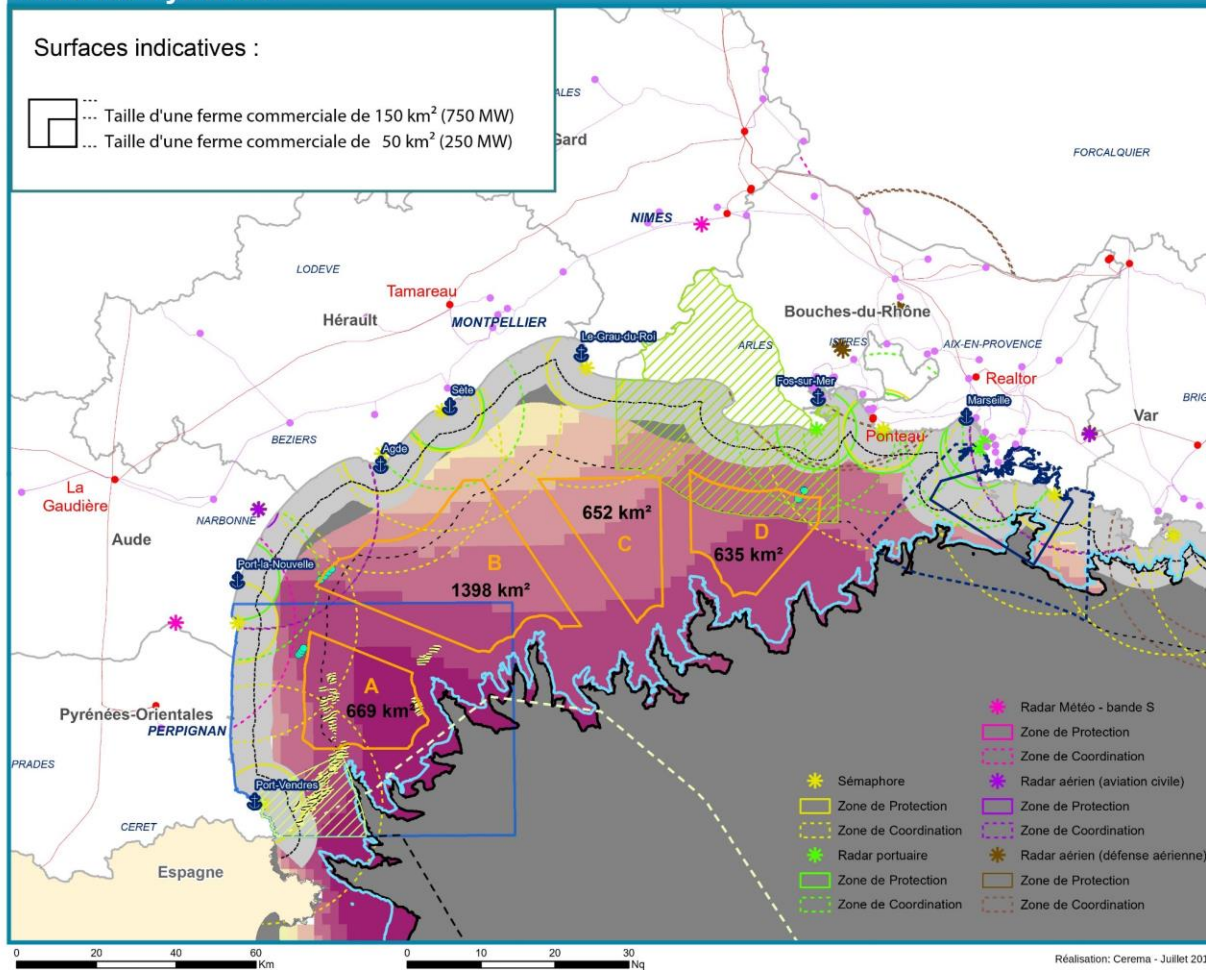 Surfaces indicatives :
Taille d'une ferme commerciale de 150 km² (750 MW)
Taille d'une ferme commerciale de 50 km² (250 MW)
ALES
Gard
FORCALQUIER
NIMES
LODEVE
Tamareau
Hérault
MONTPELLIER
Bouches-du-Rhône
Le-Grau-du-Roi
ARLES
ISTRES
AIX-EN-PROVENCE
Realtor
Fos-sur-Mer
Marseille
Sète
Var
BRIG
BEZIERS
Ponteau
Agde
La
Gaudière
NARBONNE
Aude
652 km²
C
D
635 km²
B
1398 km²
Port-la-Nouvelle
A
669 km²
Pyrénées-Orientales
PERPIGNAN
PRADES
Port-Vendres
CERET
Espagne
Sémaphore
Zone de Protection
Zone de Coordination
Radar portuaire
Zone de Protection
Zone de Coordination
Radar Météo - bande S
Zone de Protection
Zone de Coordination
Radar aérien (aviation civile)
Zone de Protection
Zone de Coordination
Radar aérien (défense aérienne)
Zone de Protection
Zone de Coordination
0 20 40 60
Km
0 10 20 30
Nq
Réalisation: Cerema - Juillet 201